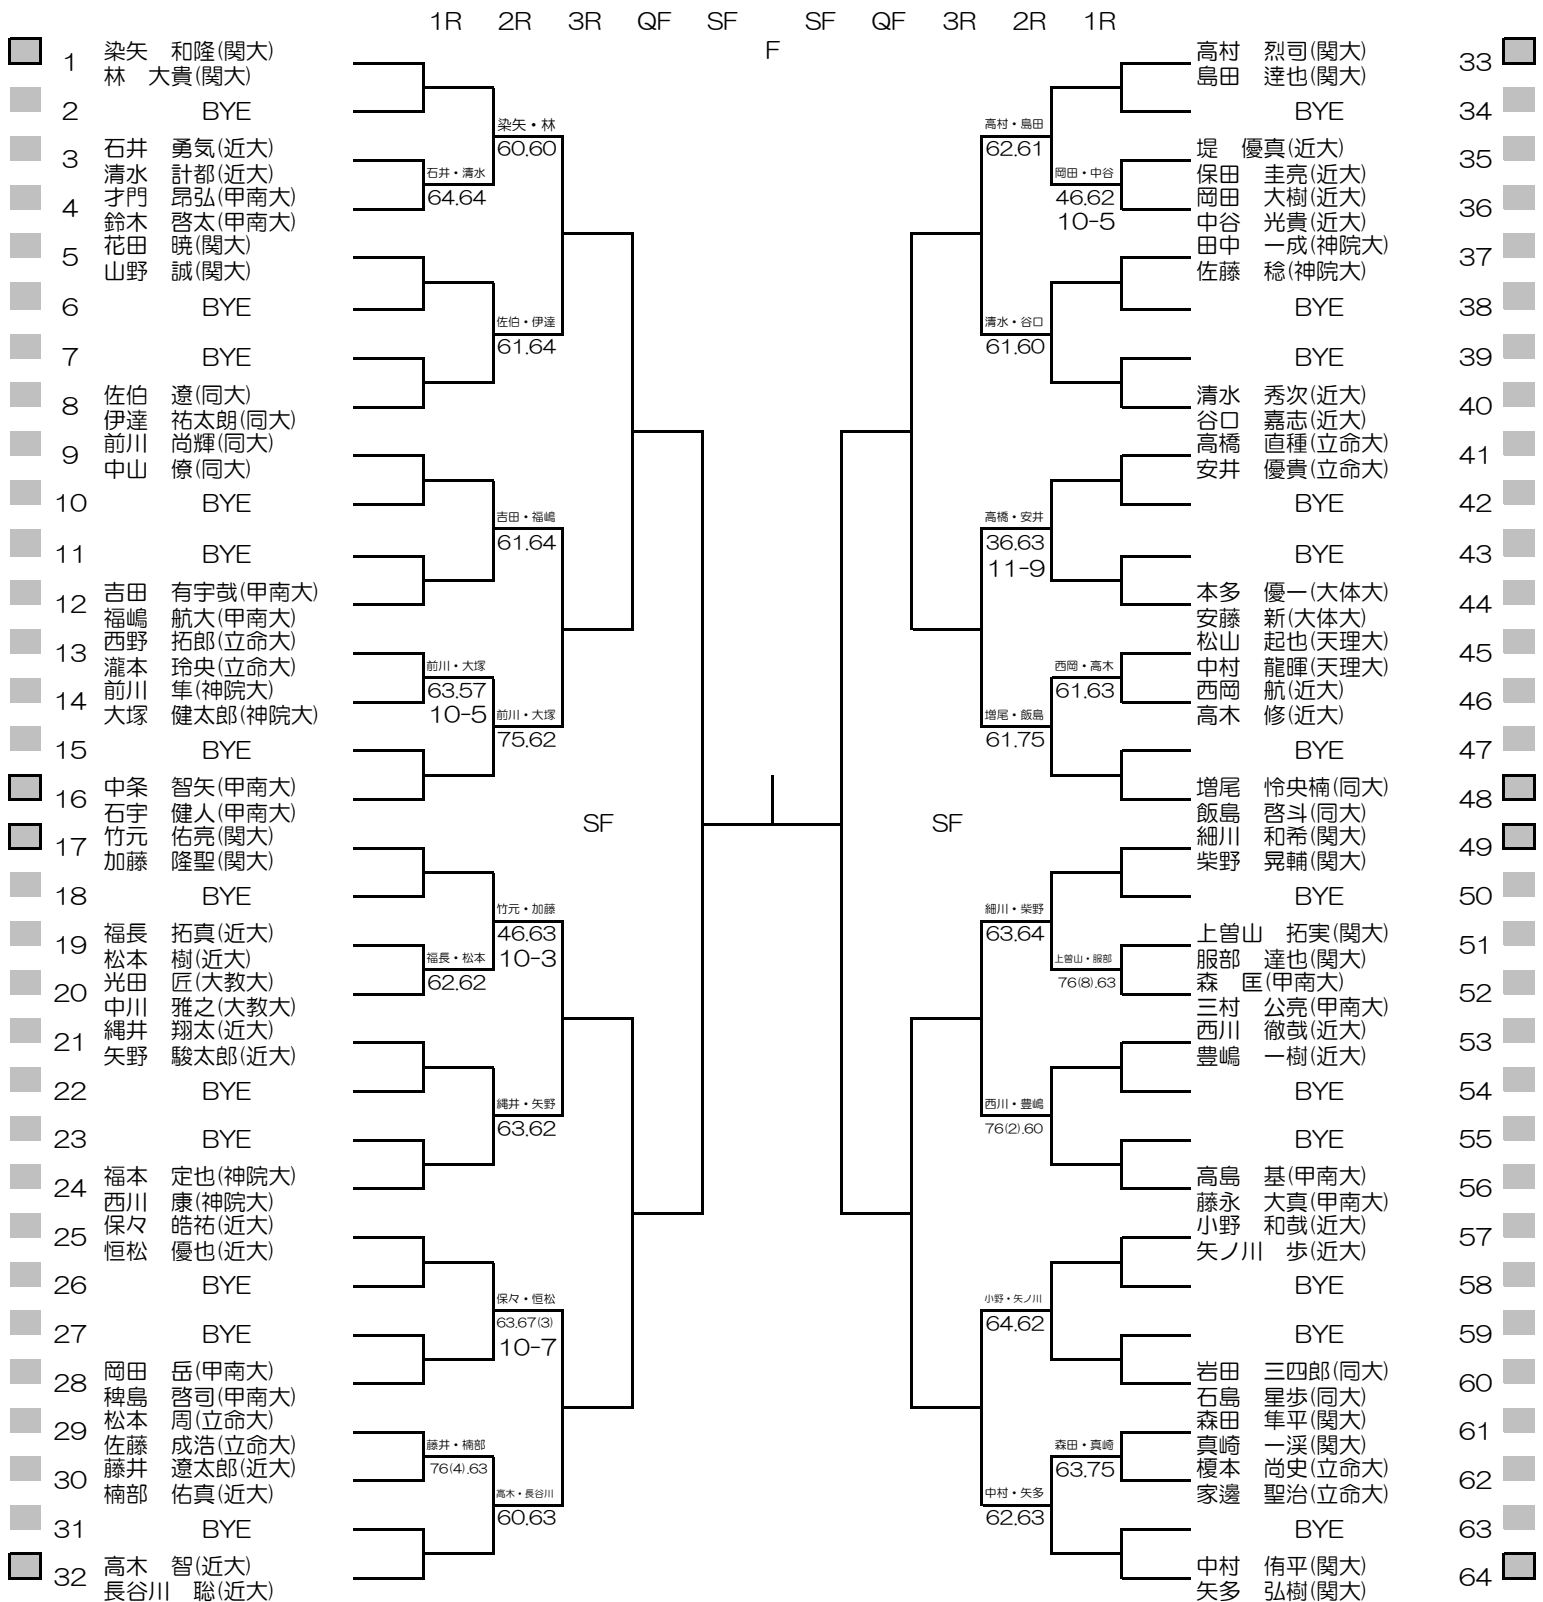 1R 2R 3R QF SF SF QF 3R 2R 1R
F
1 染矢　和隆(関大)
林　大貴(関大)
2 BYE
3 石井　勇気(近大)
清水　計都(近大)
4 才門　昂弘(甲南大)
鈴木　啓太(甲南大)
5 花田　暁(関大)
山野　誠(関大)
6 BYE
7 BYE
8 佐伯　遼(同大)
伊達　祐太朗(同大)
9 前川　尚輝(同大)
中山　僚(同大)
10 BYE
11 BYE
12 吉田　有宇哉(甲南大)
福嶋　航大(甲南大)
13 西野　拓郎(立命大)
瀧本　玲央(立命大)
14 前川　隼(神院大)
大塚　健太郎(神院大)
15 BYE
16 中条　智矢(甲南大)
石宇　健人(甲南大)
17 竹元　佑亮(関大)
加藤　隆聖(関大)
18 BYE
19 福長　拓真(近大)
松本　樹(近大)
20 光田　匠(大教大)
中川　雅之(大教大)
21 縄井　翔太(近大)
矢野　駿太郎(近大)
22 BYE
23 BYE
24 福本　定也(神院大)
西川　康(神院大)
25 保々　皓祐(近大)
恒松　優也(近大)
26 BYE
27 BYE
28 岡田　岳(甲南大)
稗島　啓司(甲南大)
29 松本　周(立命大)
佐藤　成浩(立命大)
30 藤井　遼太郎(近大)
楠部　佑真(近大)
31 BYE
32 高木　智(近大)
長谷川　聡(近大)
石井・清水
64.64
前川・大塚
63.57
10-5
福長・松本
62.62
藤井・楠部
76(4).63
染矢・林
60.60
佐伯・伊達
61.64
吉田・福嶋
61.64
前川・大塚
75.62
竹元・加藤
46.63
10-3
縄井・矢野
63.62
保々・恒松
63.67(3)
10-7
高木・長谷川
60.63
SF
SF
高村・島田
62.61
清水・谷口
61.60
高橋・安井
36.63
11-9
増尾・飯島
61.75
細川・柴野
63.64
西川・豊嶋
76(2).60
小野・矢ノ川
64.62
中村・矢多
62.63
岡田・中谷
46.62
10-5
西岡・高木
61.63
上曽山・服部
76(8).63
森田・真崎
63.75
高村　烈司(関大) 33
島田　達也(関大)
BYE 34
堤　優真(近大) 35
保田　圭亮(近大)
岡田　大樹(近大) 36
中谷　光貴(近大)
田中　一成(神院大) 37
佐藤　稔(神院大)
BYE 38
BYE 39
清水　秀次(近大) 40
谷口　嘉志(近大)
高橋　直種(立命大) 41
安井　優貴(立命大)
BYE 42
BYE 43
本多　優一(大体大) 44
安藤　新(大体大)
松山　起也(天理大) 45
中村　龍暉(天理大)
西岡　航(近大) 46
高木　修(近大)
BYE 47
増尾　怜央楠(同大) 48
飯島　啓斗(同大)
細川　和希(関大) 49
柴野　晃輔(関大)
BYE 50
上曽山　拓実(関大) 51
服部　達也(関大)
森　匡(甲南大) 52
三村　公亮(甲南大)
西川　徹哉(近大) 53
豊嶋　一樹(近大)
BYE 54
BYE 55
高島　基(甲南大) 56
藤永　大真(甲南大)
小野　和哉(近大) 57
矢ノ川　歩(近大)
BYE 58
BYE 59
岩田　三四郎(同大) 60
石島　星歩(同大)
森田　隼平(関大) 61
真崎　一渓(関大)
榎本　尚史(立命大) 62
家邊　聖治(立命大)
BYE 63
中村　侑平(関大) 64
矢多　弘樹(関大)